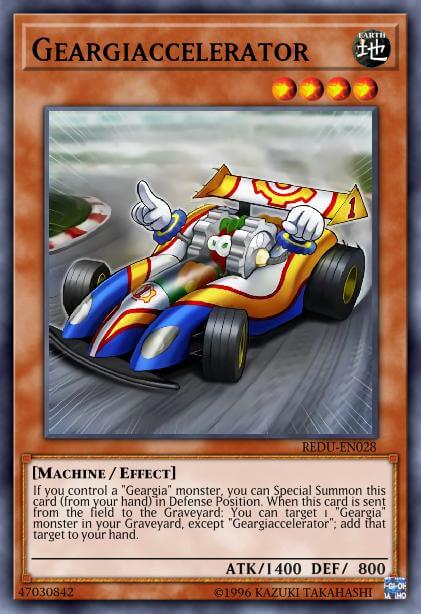 GEARGIACCELERATOR
EARTH
地
1
REDU-EN028
[MACHINE / EFFECT]
If you control a "Geargia" monster, you can Special Summon this
card (from your hand) in Defense Position. When this card is sent
from the field to the Graveyard: You can target 1 "Geargia"
monster in your Graveyard, except "Geargiaccelerator"; add that
target to your hand.
ATK/1400 DEF/ 800
47030842
©1996 KAZUKI TAKAHASHI